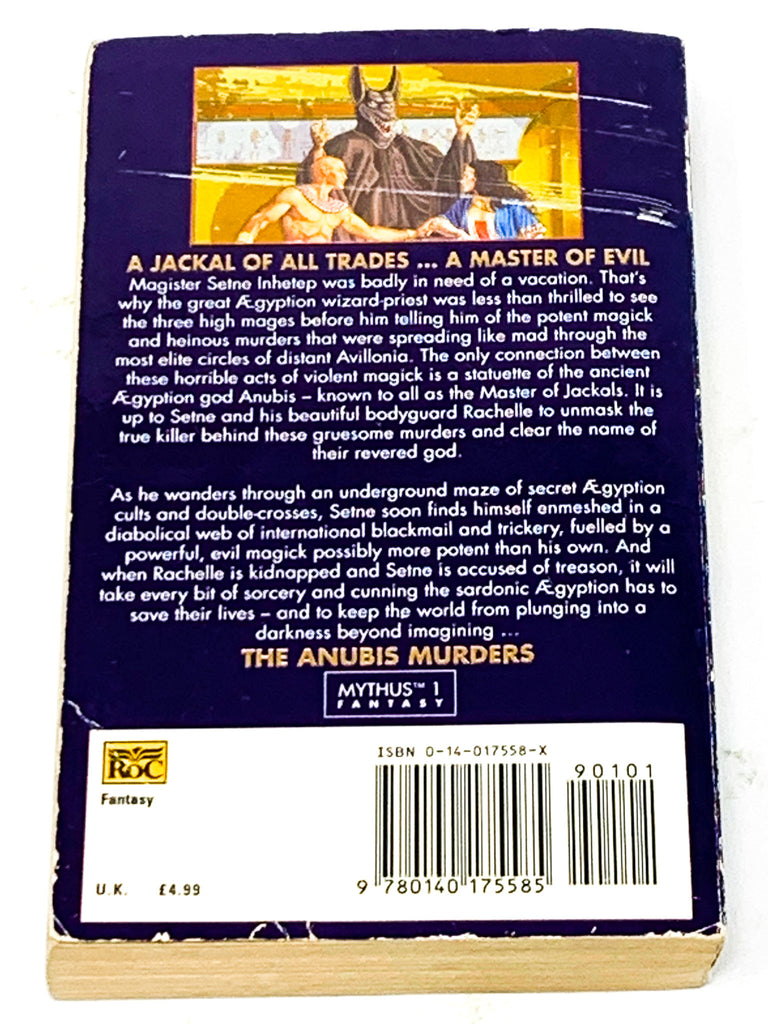 A JACKAL OF ALL TRADES ... A MASTER OF EVIL
Magister Setne Inhetep was badly in need of a vacation. That's
why the great Ægyption wizard-priest was less than thrilled to see
the three high mages before him telling him of the potent magick
and heinous murders that were spreading like mad through the
most elite circles of distant Avillonia. The only connection between
these horrible acts of violent magick is a statuette of the ancient
Ægyption god Anubis – known to all as the Master of Jackals. It is
up to Setne and his beautiful bodyguard Rachelle to unmask the
true killer behind these gruesome murders and clear the name of
their revered god.
As he wanders through an underground maze of secret Ægyption
cults and double-crosses, Setne soon finds himself enmeshed in a
diabolical web of international blackmail and trickery, fuelled by a
powerful, evil magick possibly more potent than his own. And
when Rachelle is kidnapped and Setne is accused of treason, it will
take every bit of sorcery and cunning the sardonic Ægyption has to
save their lives – and to keep the world from plunging into a
darkness beyond imagining ...
THE ANUBIS MURDERS
MYTHUS™ 1
FANTASY
ROC
Fantasy
U.K. £4.99
ISBN 0-14-017558-X
90101
9 780140 175585